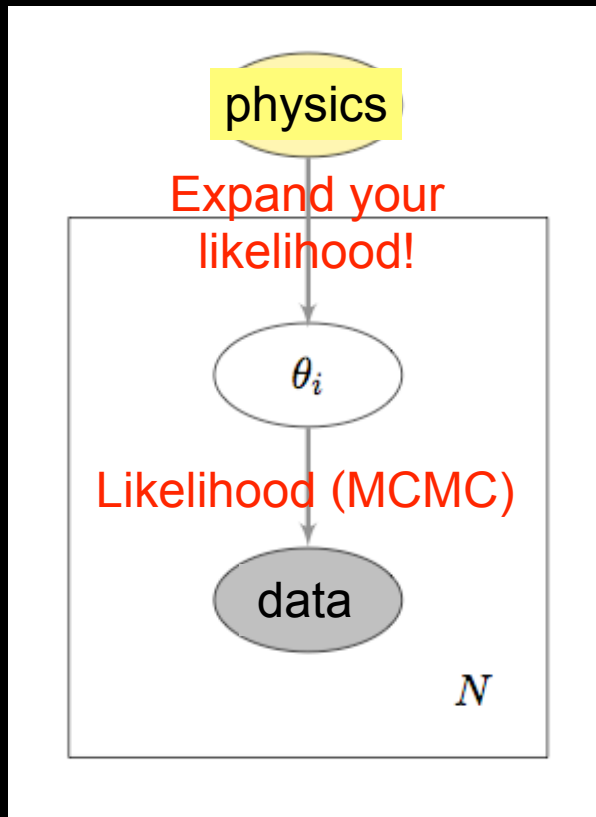 physics
Expand your
likelihood!
θᵢ
Likelihood (MCMC)
data
N